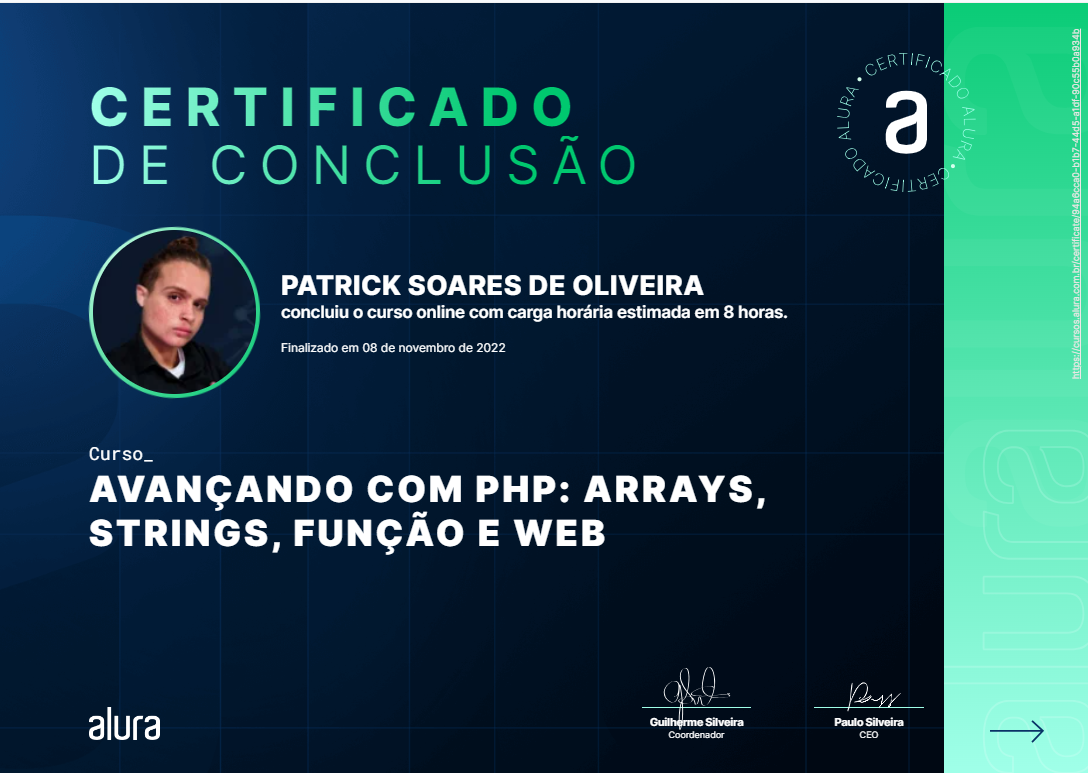 CERTIFICADO
DE CONCLUSÃO
CERTIFICADO ALURA • CERTIFICADO ALURA •
a
PATRICK SOARES DE OLIVEIRA
concluiu o curso online com carga horária estimada em 8 horas.
Finalizado em 08 de novembro de 2022
Curso_
AVANÇANDO COM PHP: ARRAYS,
STRINGS, FUNÇÃO E WEB
alura
Guilherme Silveira
Coordenador
Paulo Silveira
CEO
alura